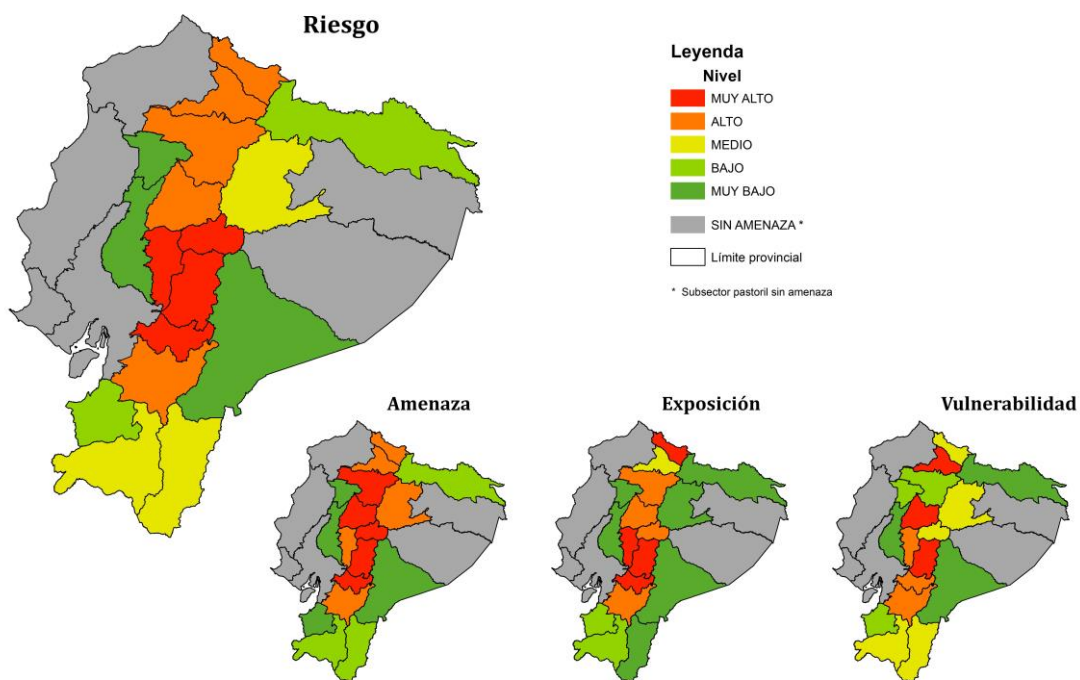 Riesgo
Leyenda
Nivel
MUY ALTO
ALTO
MEDIO
BAJO
MUY BAJO
SIN AMENAZA *
Límite provincial
* Subsector pastoril sin amenaza
Amenaza
Exposición
Vulnerabilidad